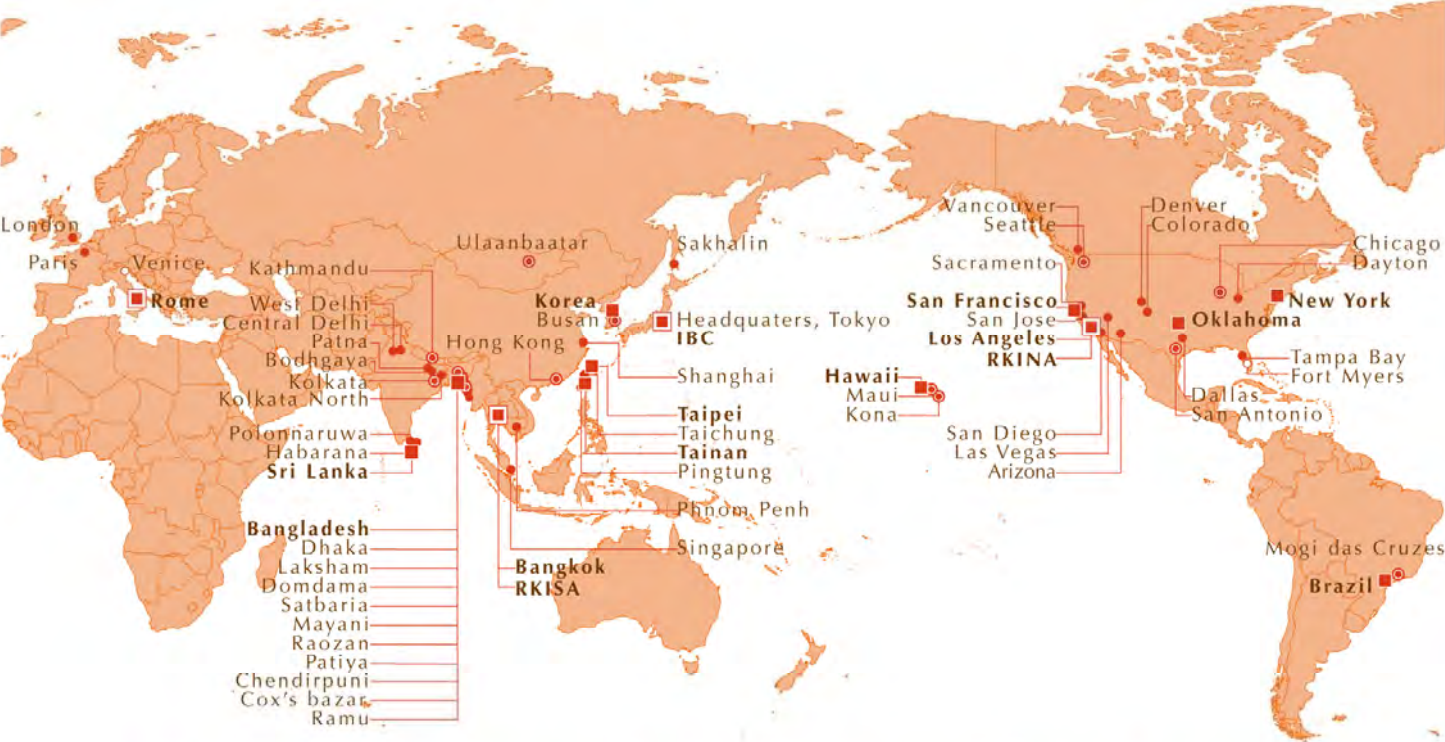 London
Paris
Venice
Rome
Kathmandu
West Delhi
Central Delhi
Patna
Bodhgaya
Kolkata
Kolkata North
Polonnaruwa
Habarana
Sri Lanka
Bangladesh
Dhaka
Laksham
Domdama
Satbaria
Mayani
Raozan
Patiya
Chendirpuni
Cox's bazar
Ramu
Ulaanbaatar
Hong Kong
Korea
Busan
Sakhalin
Headquaters, Tokyo
IBC
Shanghai
Taipei
Taichung
Tainan
Pingtung
Phnom Penh
Singapore
Bangkok
RKISA
Hawaii
Maui
Kona
Vancouver
Seattle
Sacramento
San Francisco
San Jose
Los Angeles
RKINA
San Diego
Las Vegas
Arizona
Denver
Colorado
Chicago
Dayton
New York
Oklahoma
Tampa Bay
Fort Myers
Dallas
San Antonio
Mogi das Cruzes
Brazil